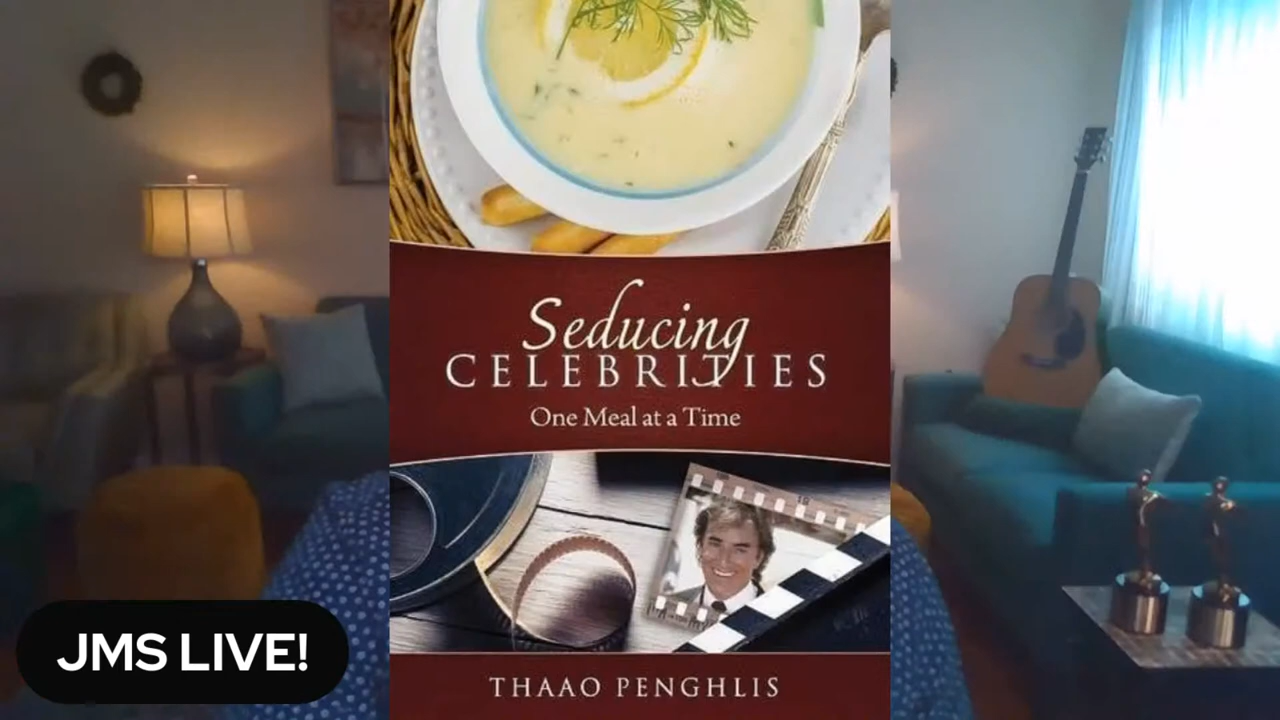 Seducing
CELEBRITIES
One Meal at a Time
THAAO PENGHLIS
JMS LIVE!